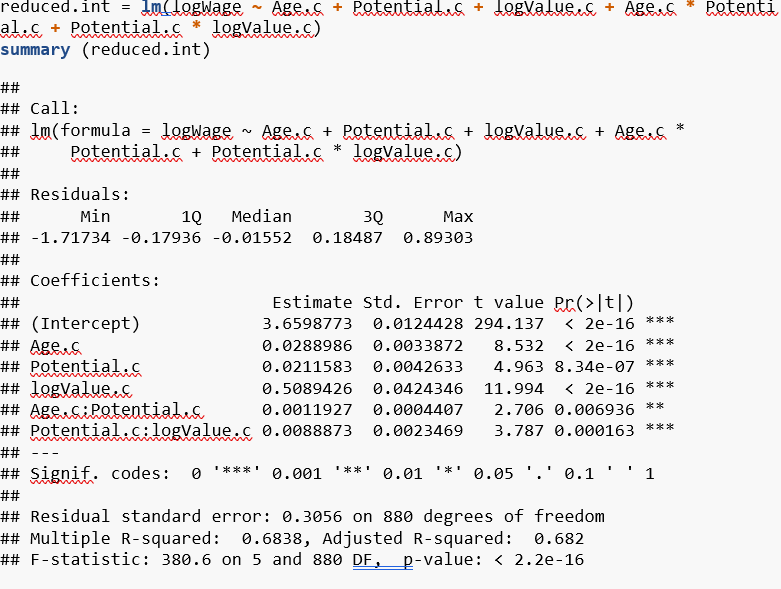 reduced.int = lm(logWage ~ Age.c + Potential.c + logValue.c + Age.c * Potenti
al.c + Potential.c * logValue.c)
summary (reduced.int)
##
## Call:
## lm(formula = logWage ~ Age.c + Potential.c + logValue.c + Age.c *
##     Potential.c + Potential.c * logValue.c)
##
## Residuals:
##      Min       1Q   Median       3Q      Max
## -1.71734 -0.17936 -0.01552  0.18487  0.89303
##
## Coefficients:
##                         Estimate Std. Error t value Pr(>|t|)
## (Intercept)            3.6598773  0.0124428 294.137  < 2e-16 ***
## Age.c                  0.0288986  0.0033872   8.532  < 2e-16 ***
## Potential.c            0.0211583  0.0042633   4.963 8.34e-07 ***
## logValue.c             0.5089426  0.0424346  11.994  < 2e-16 ***
## Age.c:Potential.c      0.0011927  0.0004407   2.706 0.006936 **
## Potential.c:logValue.c 0.0088873  0.0023469   3.787 0.000163 ***
## ---
## Signif. codes:  0 '***' 0.001 '**' 0.01 '*' 0.05 '.' 0.1 ' ' 1
##
## Residual standard error: 0.3056 on 880 degrees of freedom
## Multiple R-squared:  0.6838, Adjusted R-squared:  0.682
## F-statistic: 380.6 on 5 and 880 DF,  p-value: < 2.2e-16